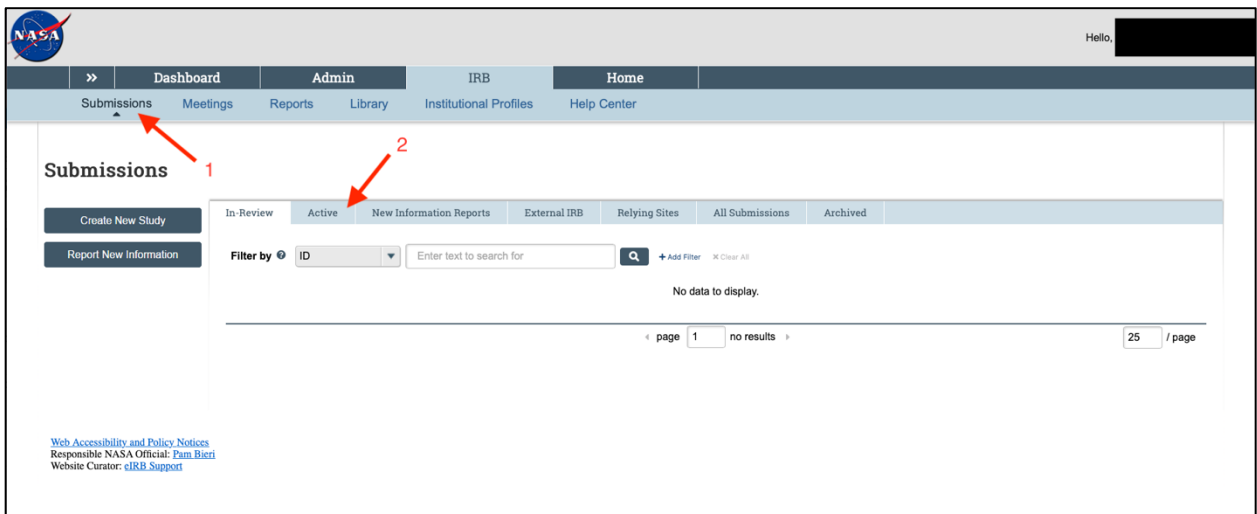 NASA
Hello,
» Dashboard Admin IRB Home
Submissions Meetings Reports Library Institutional Profiles Help Center
1
2
Submissions
Create New Study
Report New Information
In-Review Active New Information Reports External IRB Relying Sites All Submissions Archived
Filter by ? ID Enter text to search for + Add Filter × Clear All
No data to display.
page 1 no results
25 / page
Web Accessibility and Policy Notices
Responsible NASA Official: Pam Bieri
Website Curator: eIRB Support